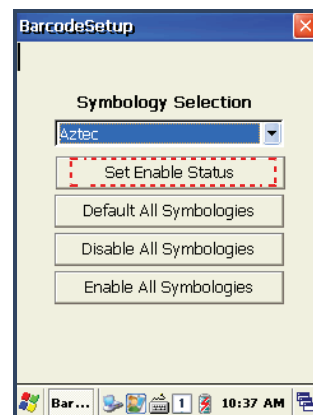 BarcodeSetup
Symbology Selection
Aztec
Set Enable Status
Default All Symbologies
Disable All Symbologies
Enable All Symbologies
Bar... 1 10:37 AM